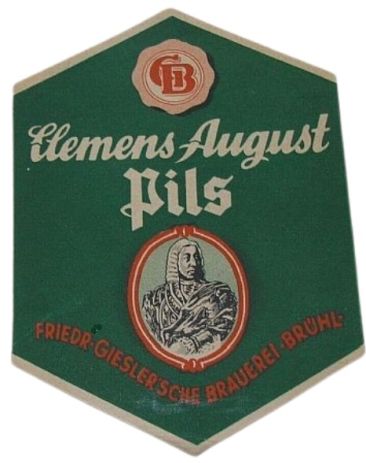 GB
Clemens August
Pils
FRIEDR·GIESLER'SCHE BRAUEREI·BRÜHL·